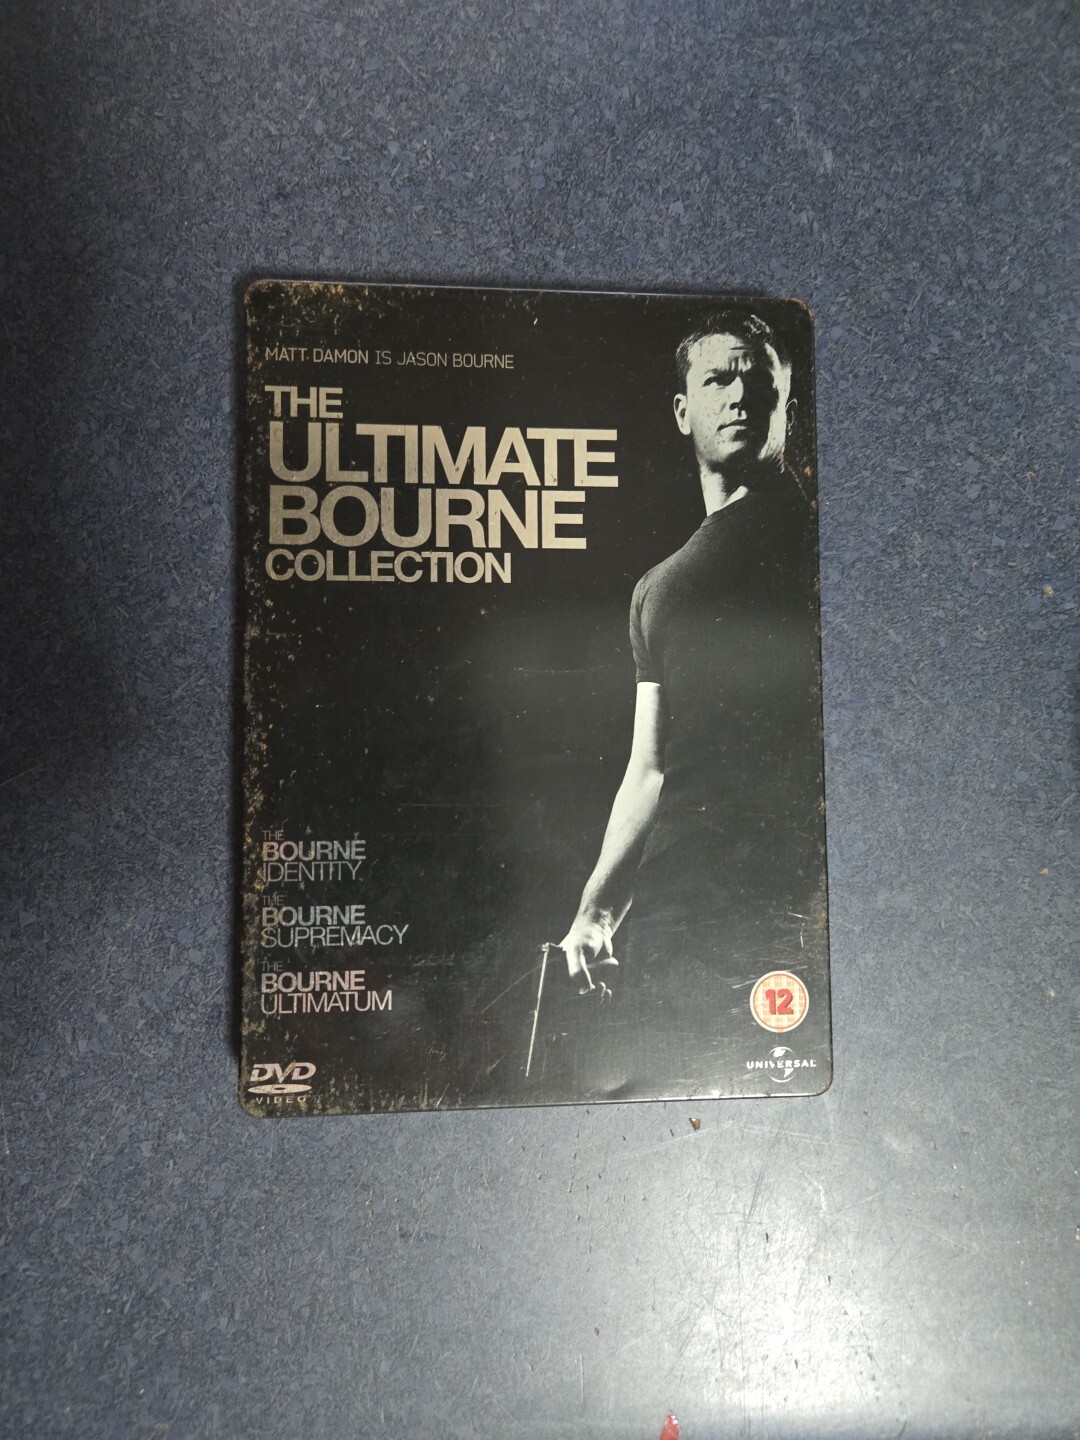 MATT DAMON IS JASON BOURNE
THE
ULTIMATE
BOURNE
COLLECTION
THE
BOURNE
IDENTITY
THE
BOURNE
SUPREMACY
THE
BOURNE
ULTIMATUM
12
DVD
VIDEO
UNIVERSAL